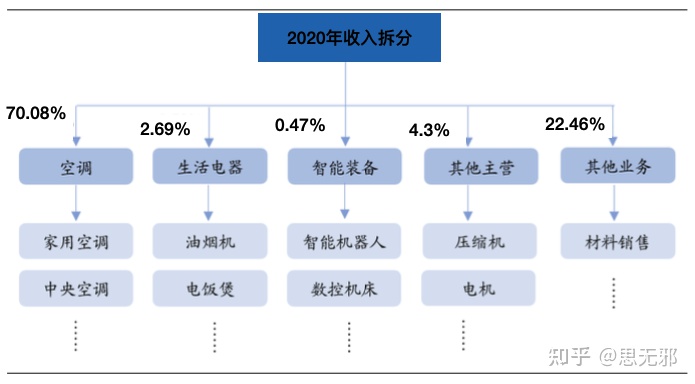 2020年收入拆分
70.08%
2.69%
0.47%
4.3%
22.46%
空调
生活电器
智能装备
其他主营
其他业务
家用空调
油烟机
智能机器人
压缩机
材料销售
中央空调
电饭煲
数控机床
电机
知乎 @思无邪